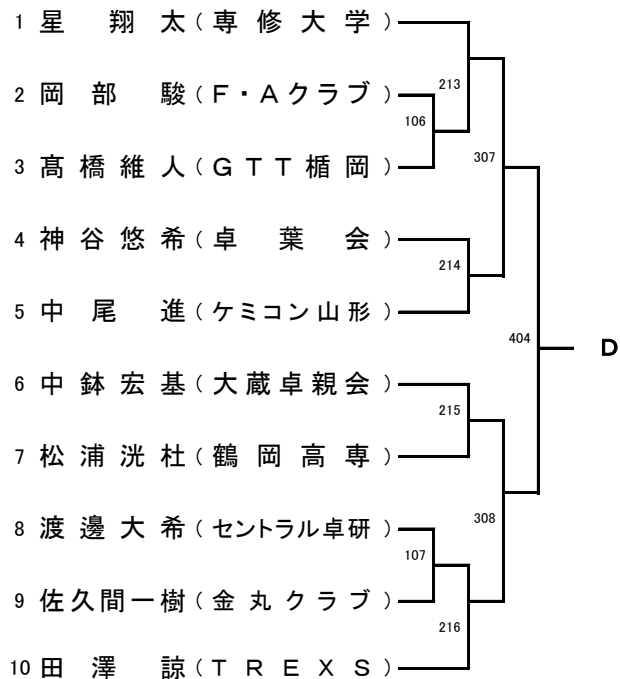 1 星 翔 太 ( 専 修 大 学 )
213
2 岡 部 駿 ( F・Aクラブ )
106
307
3 髙 橋 維 人 ( G T T 楯 岡 )
4 神 谷 悠 希 ( 卓 葉 会 )
214
5 中 尾 進 ( ケミコン山形 )
404 D
6 中 鉢 宏 基 ( 大 蔵 卓 親 会 )
215
7 松 浦 洸 杜 ( 鶴 岡 高 専 )
308
8 渡 邊 大 希 ( セントラル卓研 )
107
9 佐久間一樹 ( 金 丸 ク ラ ブ )
216
10 田 澤 諒 ( T R E X S )